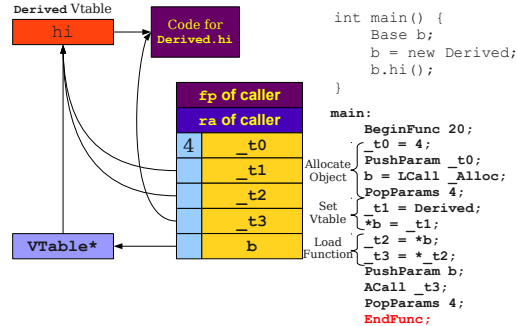 Derived Vtable
hi
Code for
Derived.hi
fp of caller
ra of caller
4 _t0
_t1
_t2
_t3
b
VTable*
int main() {
Base b;
b = new Derived;
b.hi();
}
main:
BeginFunc 20;
_t0 = 4;
PushParam _t0;
b = LCall _Alloc;
PopParams 4;
_t1 = Derived;
*b = _t1;
_t2 = *b;
_t3 = *_t2;
PushParam b;
ACall _t3;
PopParams 4;
EndFunc;
Allocate
Object
Set
Vtable
Load
Function